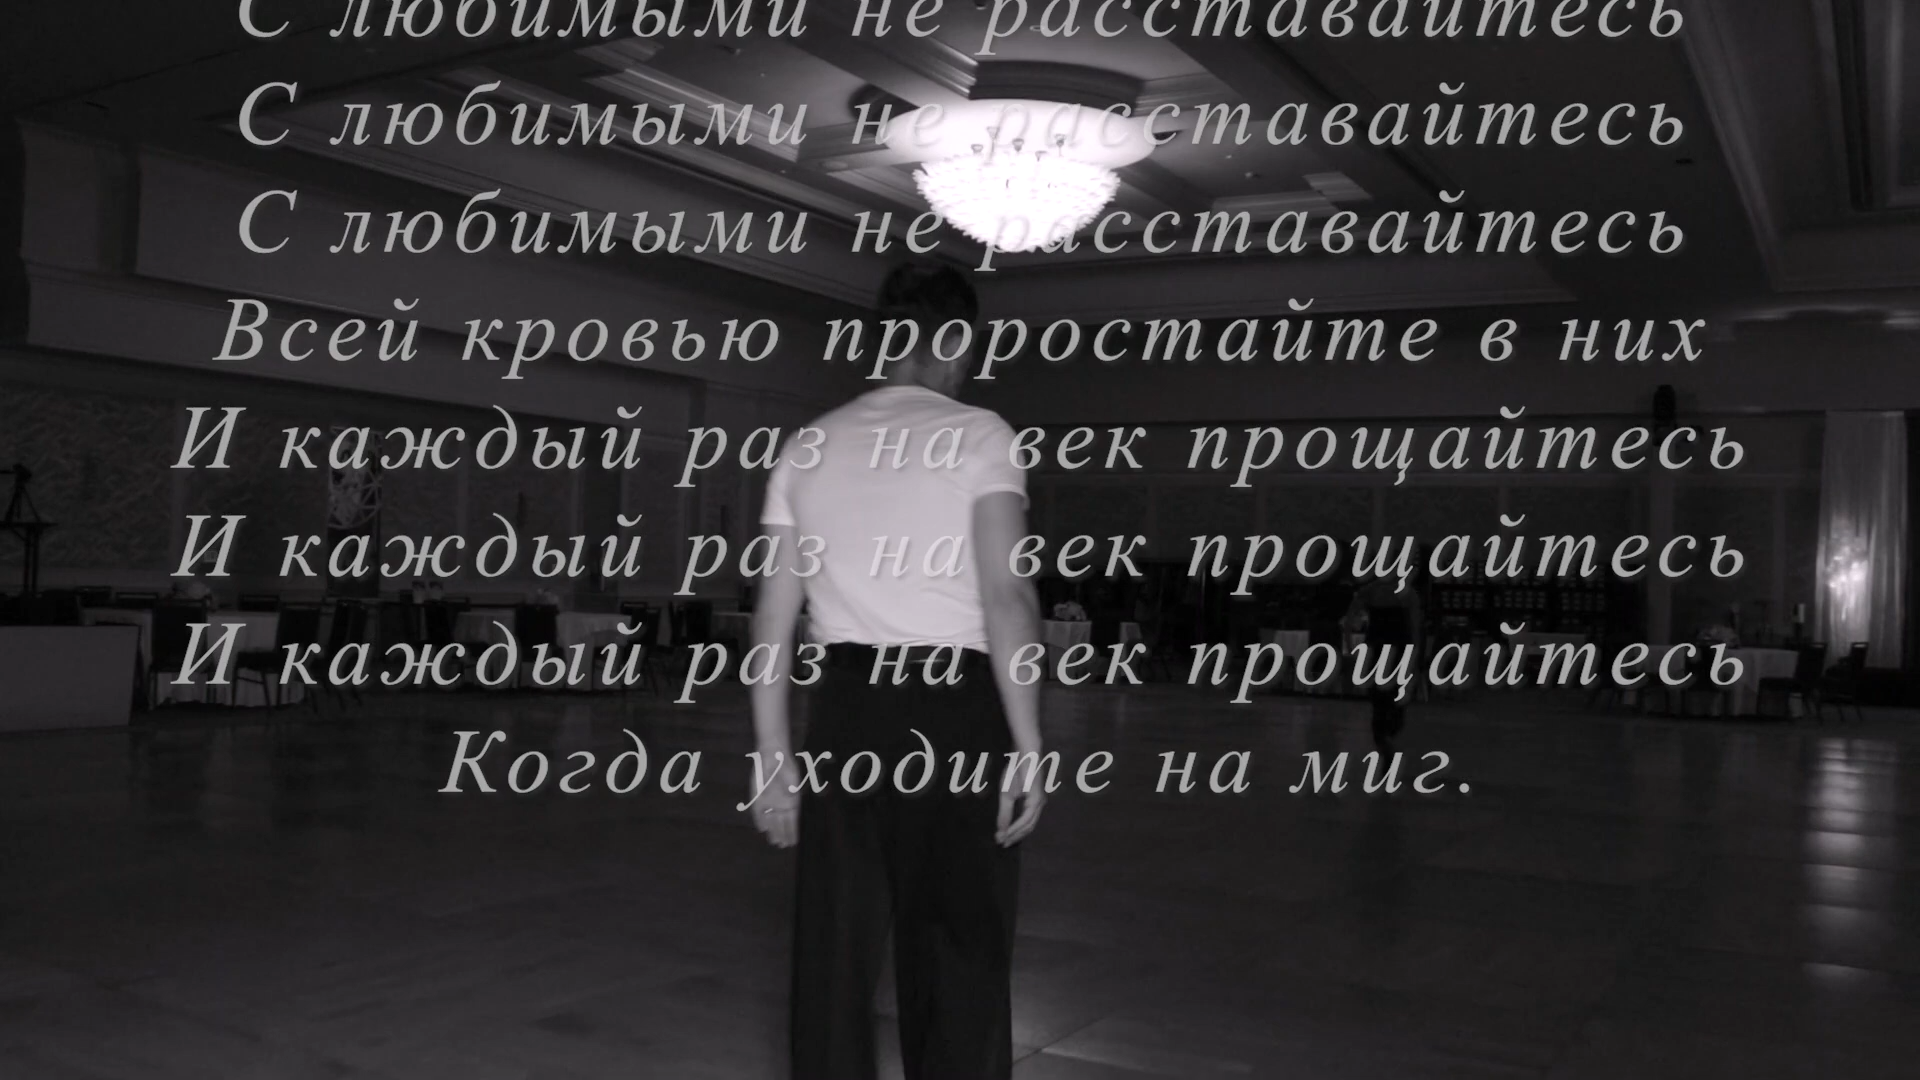 С любимыми не расставайтесь
С любимыми не расставайтесь
С любимыми не расставайтесь
Всей кровью проростайте в них
И каждый раз на век прощайтесь
И каждый раз на век прощайтесь
И каждый раз на век прощайтесь
Когда уходите на миг.